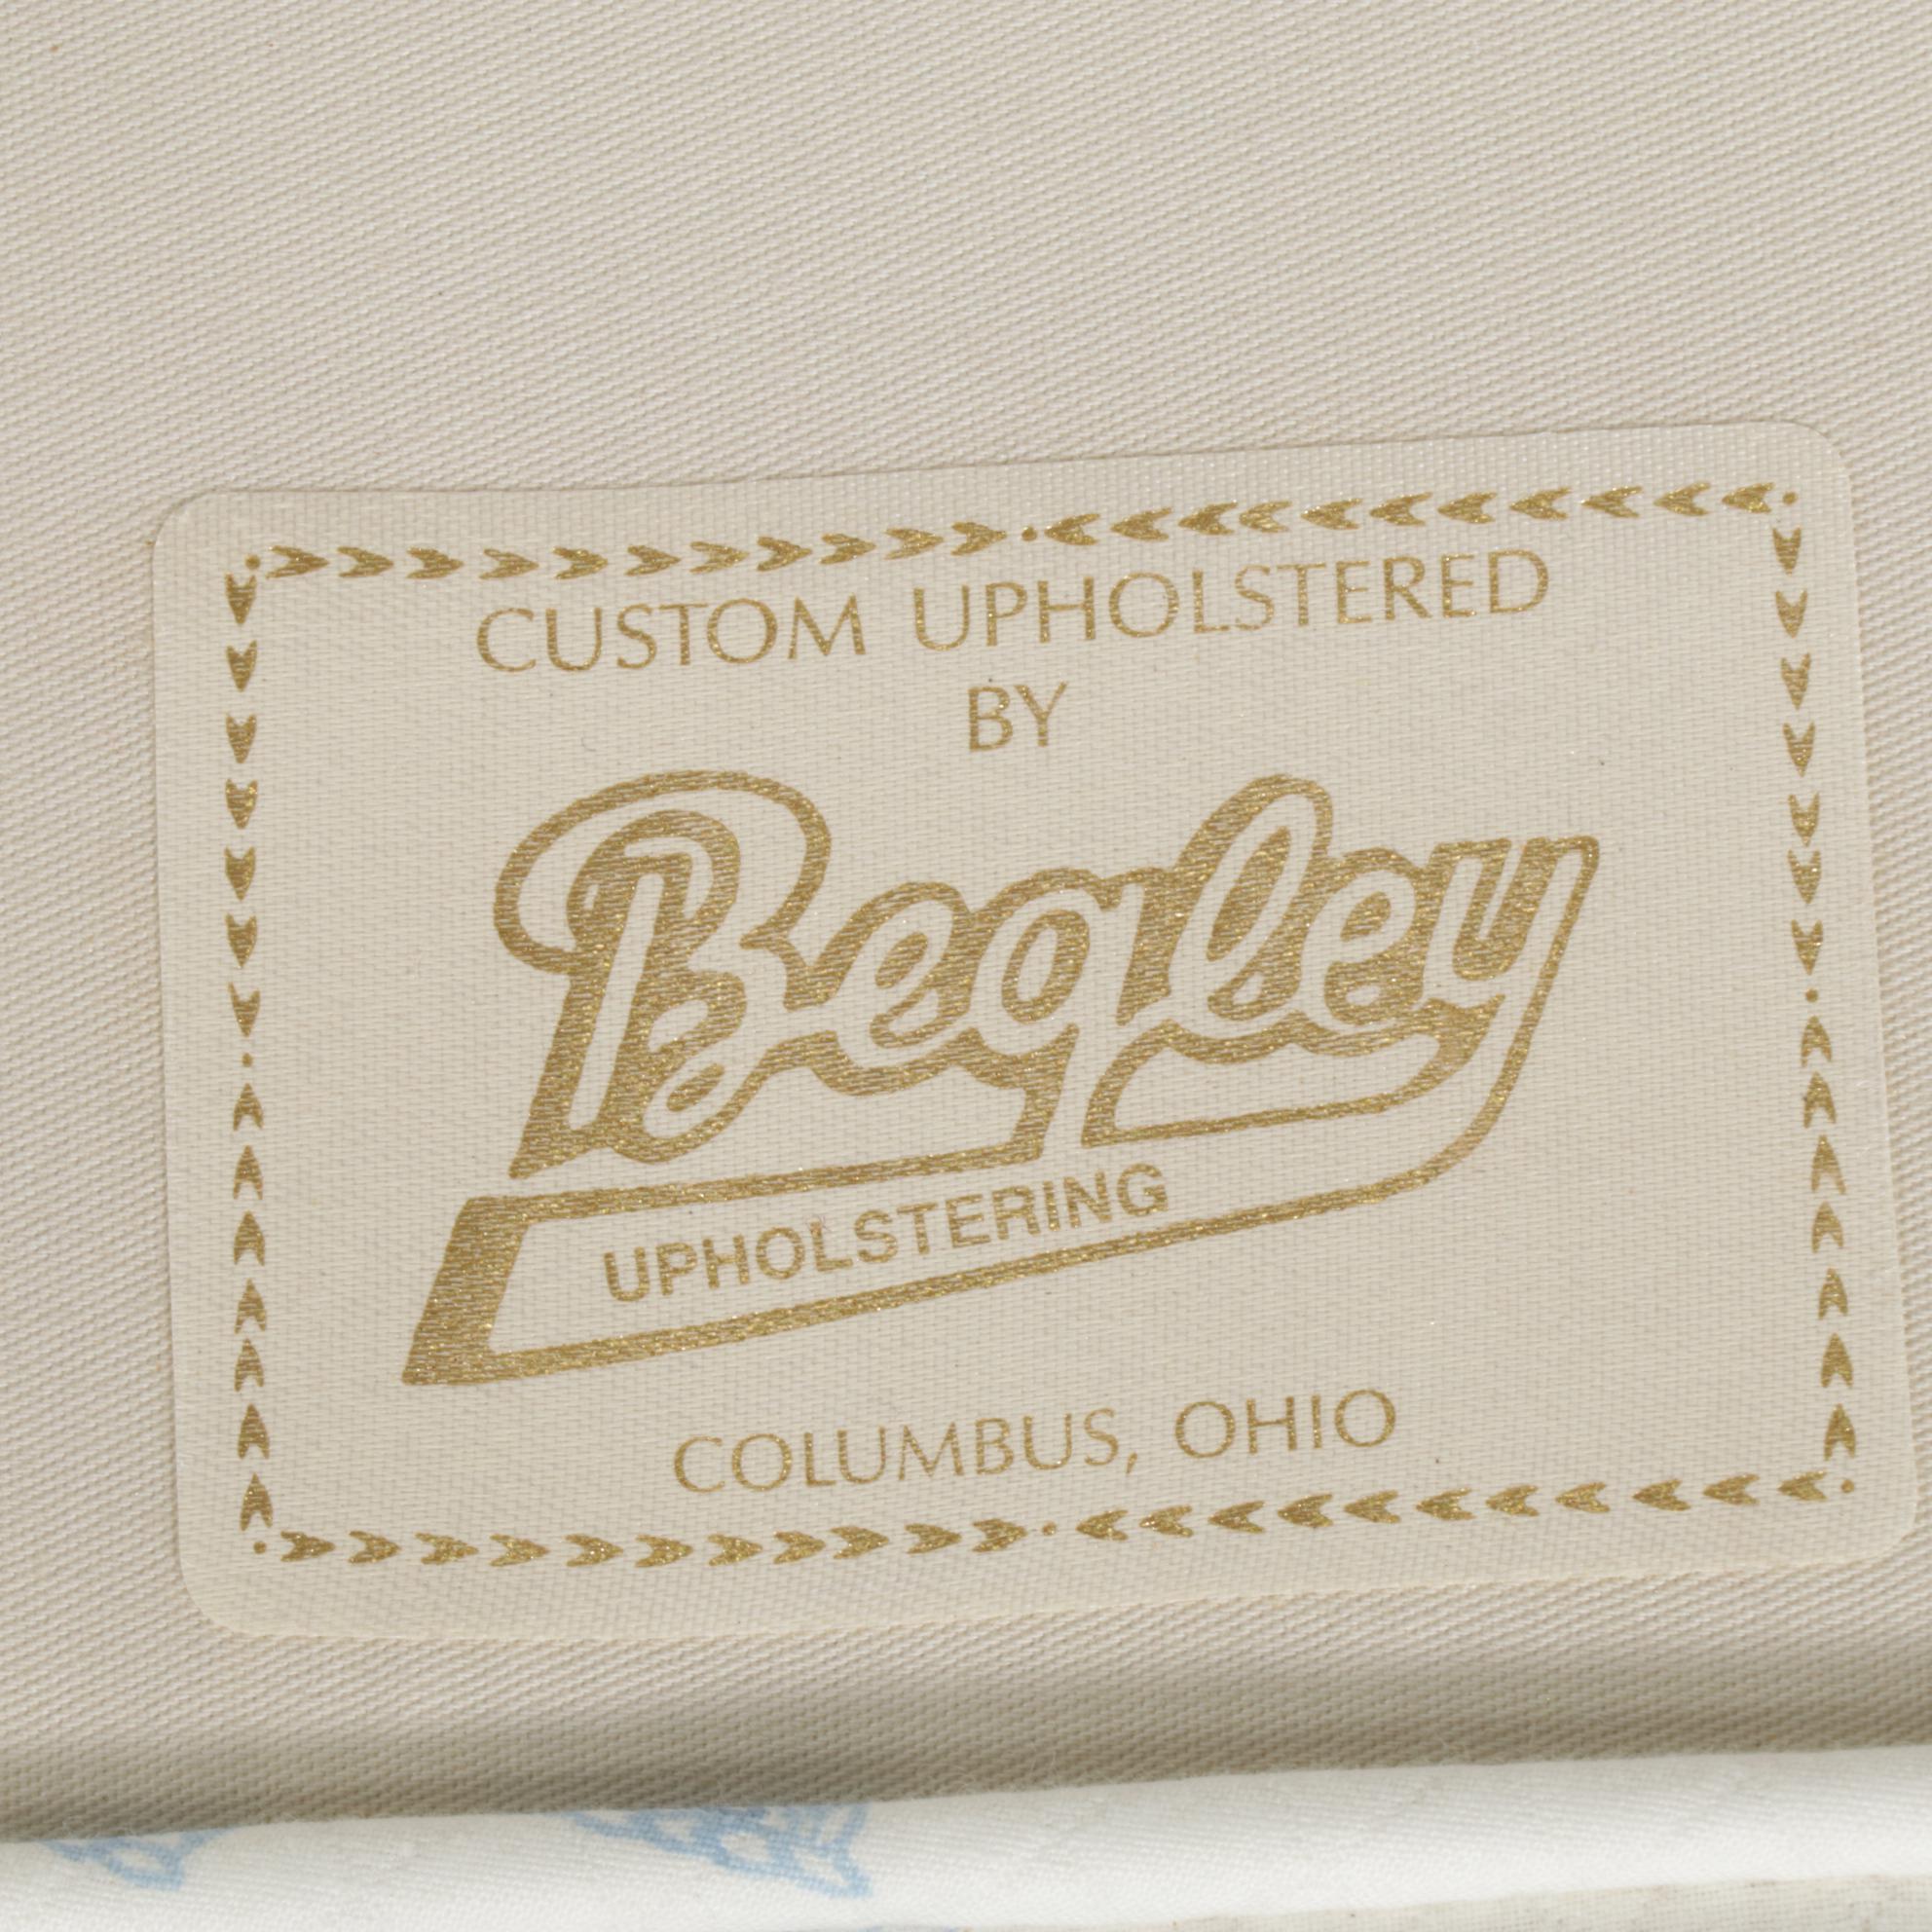 CUSTOM UPHOLSTERED
BY
Begley
UPHOLSTERING
COLUMBUS, OHIO